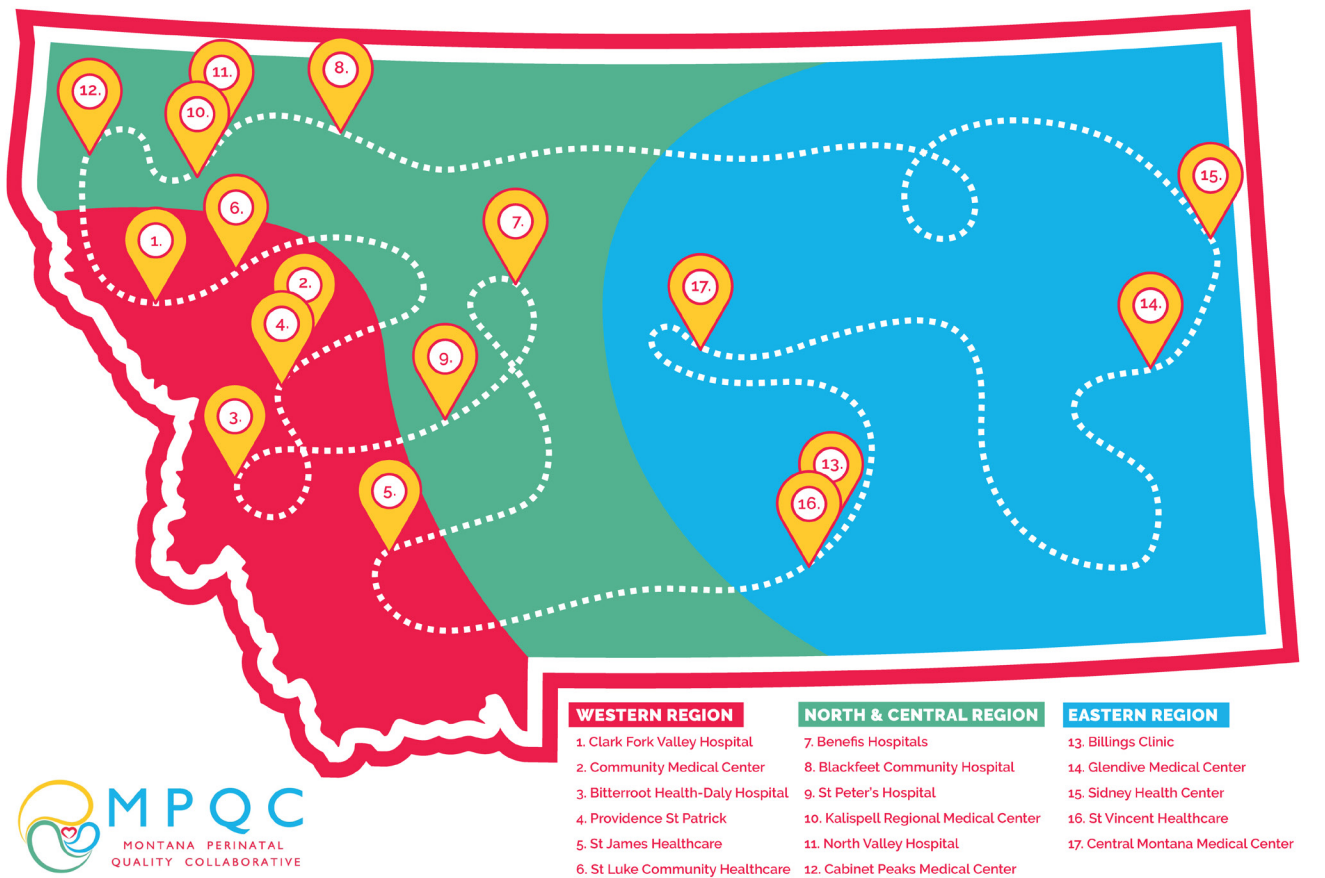 12.
11.
10.
8.
6.
1.
7.
15.
2.
17.
4.
14.
9.
3.
13.
5.
16.
WESTERN REGION
1. Clark Fork Valley Hospital
2. Community Medical Center
3. Bitterroot Health-Daly Hospital
4. Providence St Patrick
5. St James Healthcare
6. St Luke Community Healthcare
NORTH & CENTRAL REGION
7. Benefis Hospitals
8. Blackfeet Community Hospital
9. St Peter's Hospital
10. Kalispell Regional Medical Center
11. North Valley Hospital
12. Cabinet Peaks Medical Center
EASTERN REGION
13. Billings Clinic
14. Glendive Medical Center
15. Sidney Health Center
16. St Vincent Healthcare
17. Central Montana Medical Center
MPQC
MONTANA PERINATAL
QUALITY COLLABORATIVE